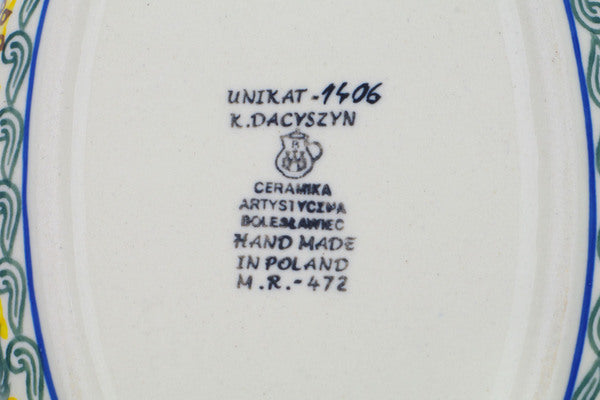 UNIKAT - 1406
K. DACYSZYN
CERAMIKA
ARTYSTYCZNA
BOLESŁAWIEC
HAND MADE
IN POLAND
M.R. - 472